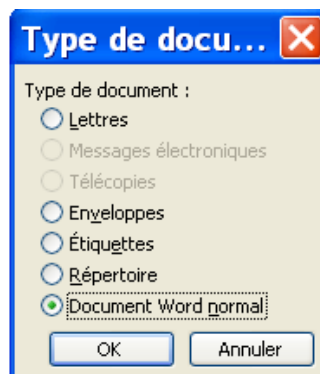 Type de docu...
Type de document :
Lettres
Messages électroniques
Télécopies
Enveloppes
Étiquettes
Répertoire
Document Word normal
OK Annuler